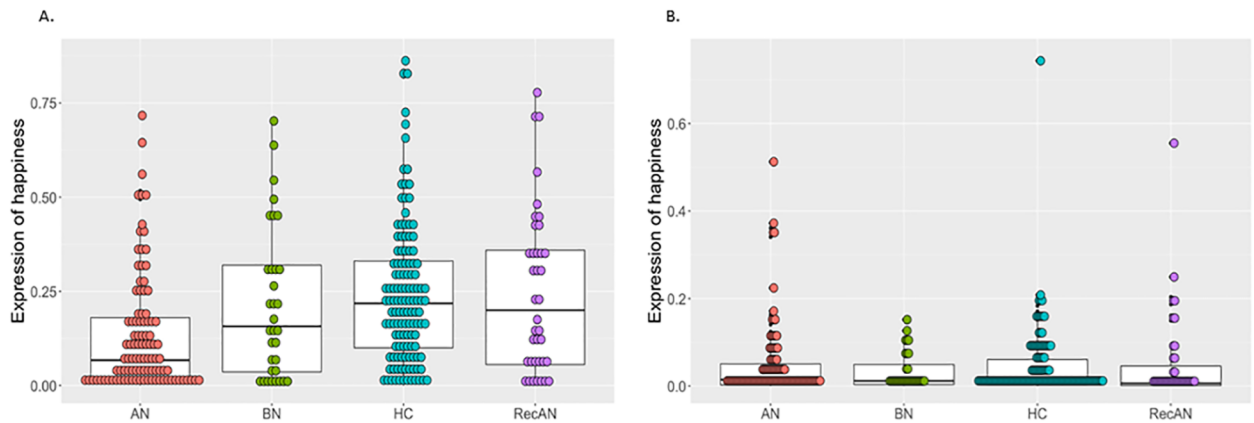 A.
Expression of happiness
0.75
0.50
0.25
0.00
AN BN HC RecAN
B.
Expression of happiness
0.6
0.4
0.2
0.0
AN BN HC RecAN